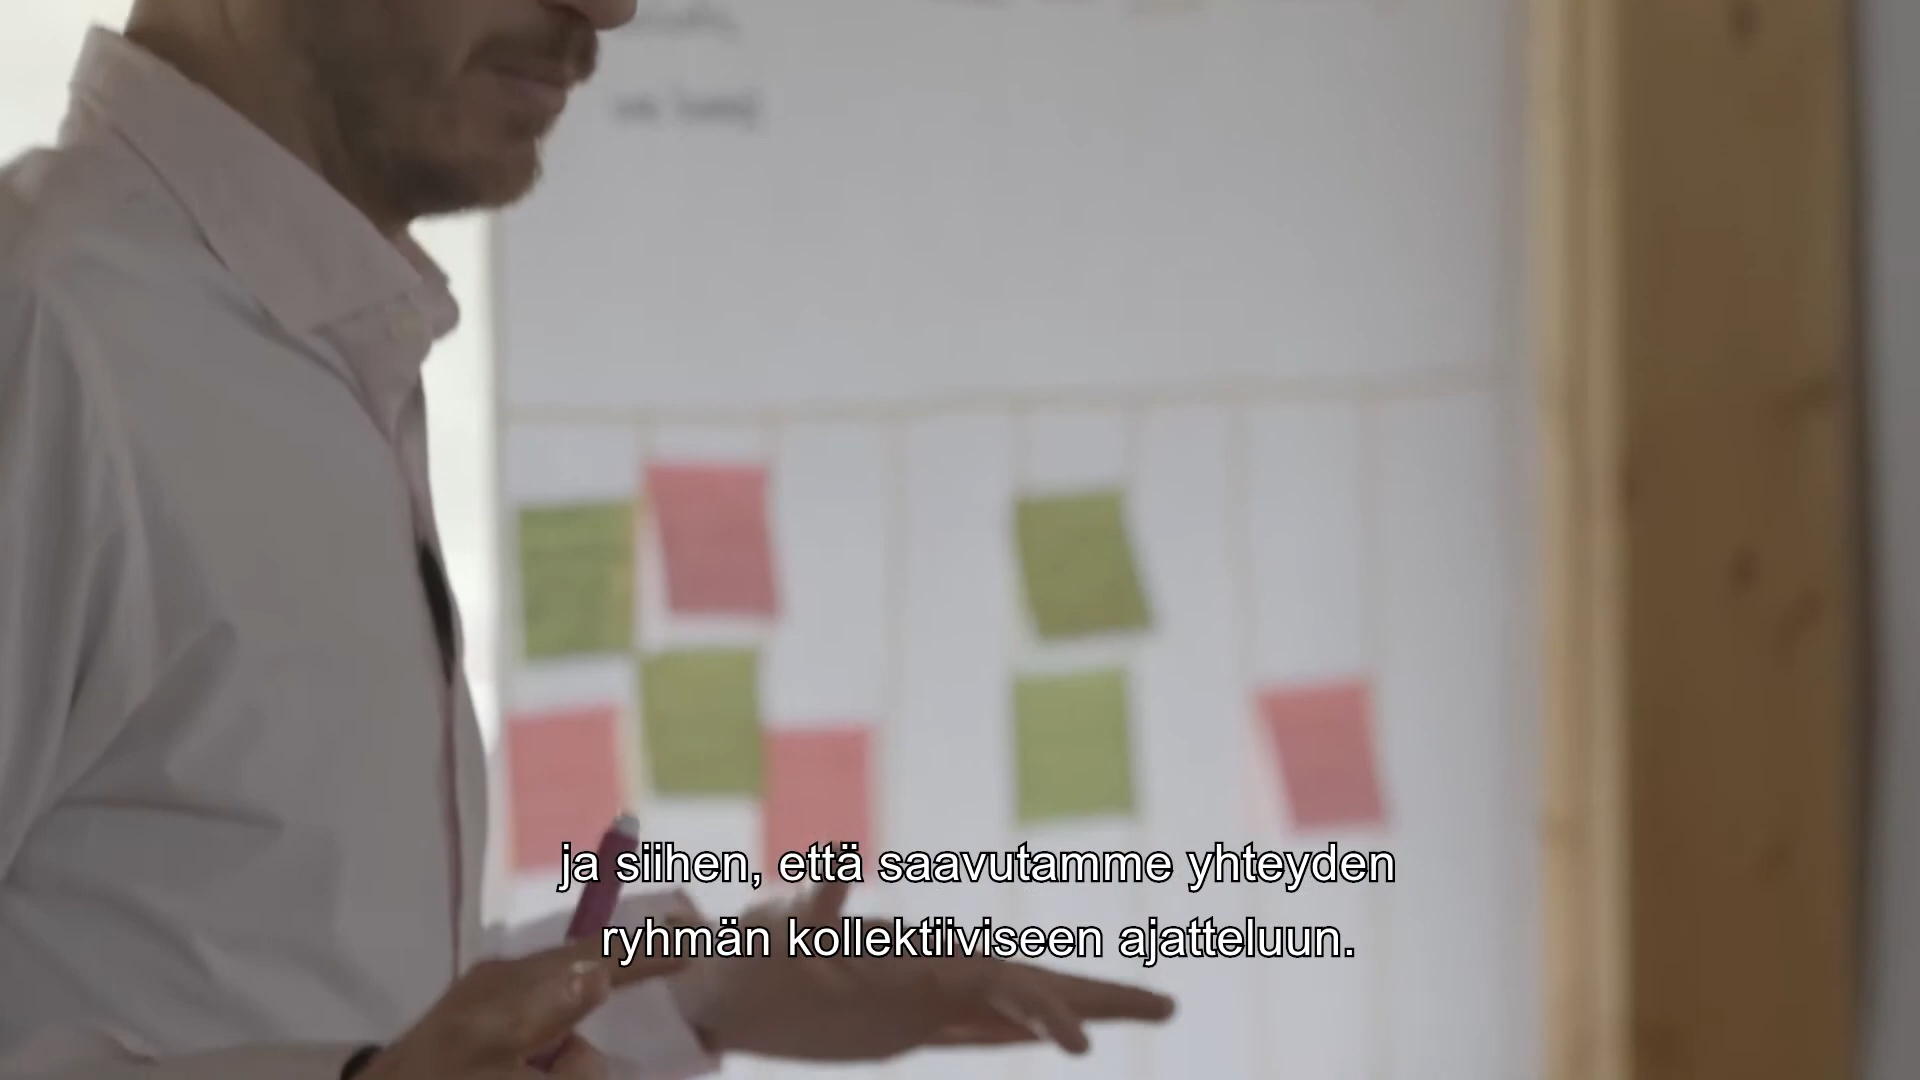 ja siihen, että saavutamme yhteyden
ryhmän kollektiiviseen ajatteluun.